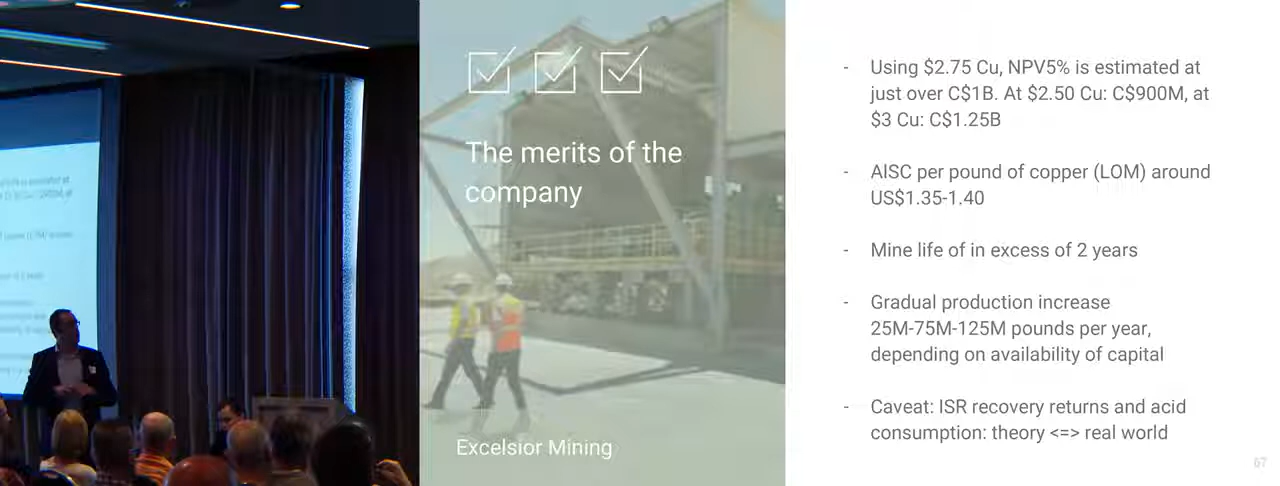 The merits of the
company
Excelsior Mining
- Using $2.75 Cu, NPV5% is estimated at
just over C$1B. At $2.50 Cu: C$900M, at
$3 Cu: C$1.25B
- AISC per pound of copper (LOM) around
US$1.35-1.40
- Mine life of in excess of 2 years
- Gradual production increase
25M-75M-125M pounds per year,
depending on availability of capital
- Caveat: ISR recovery returns and acid
consumption: theory <=> real world
67